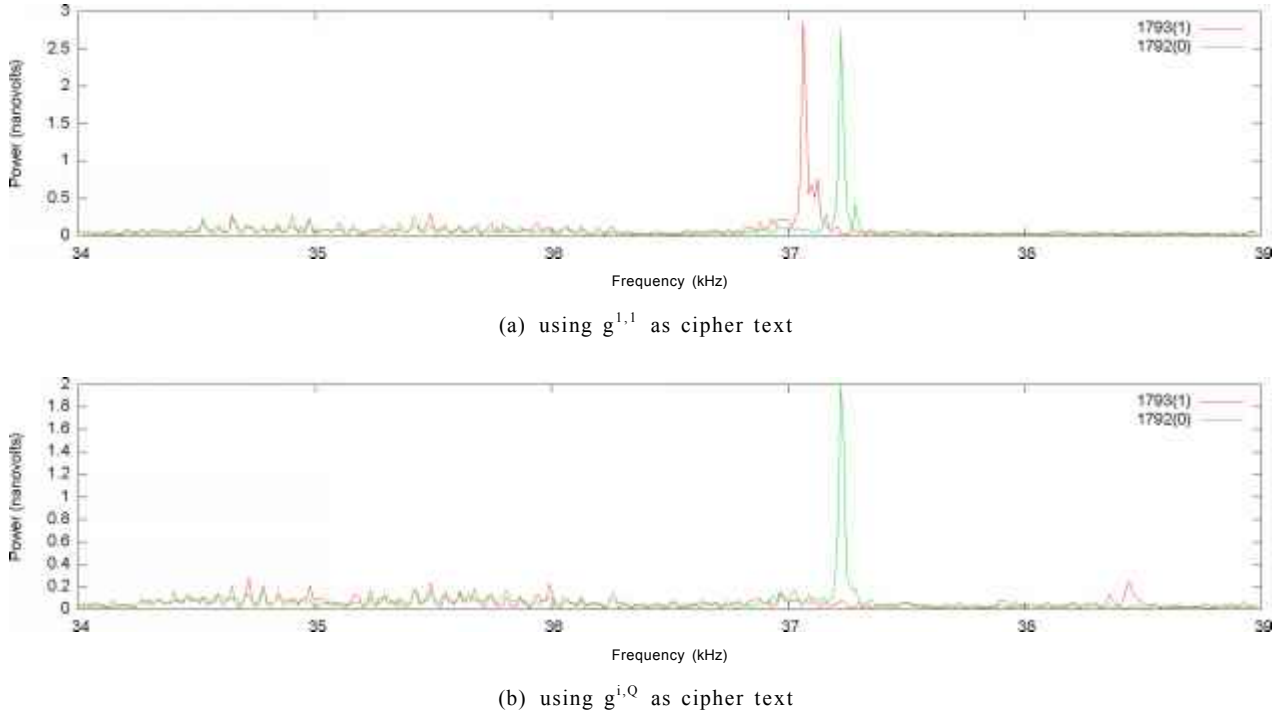 3
2.5
2
1.5
1
0.5
0
Power (nanovolts)
1793(1)
1792(0)
34 35 36 37 38 39
Frequency (kHz)
(a) using g^{1,1} as cipher text
2
1.8
1.6
1.4
1.2
1
0.8
0.6
0.4
0.2
0
Power (nanovolts)
1793(1)
1792(0)
34 35 36 37 38 39
Frequency (kHz)
(b) using g^{i,Q} as cipher text